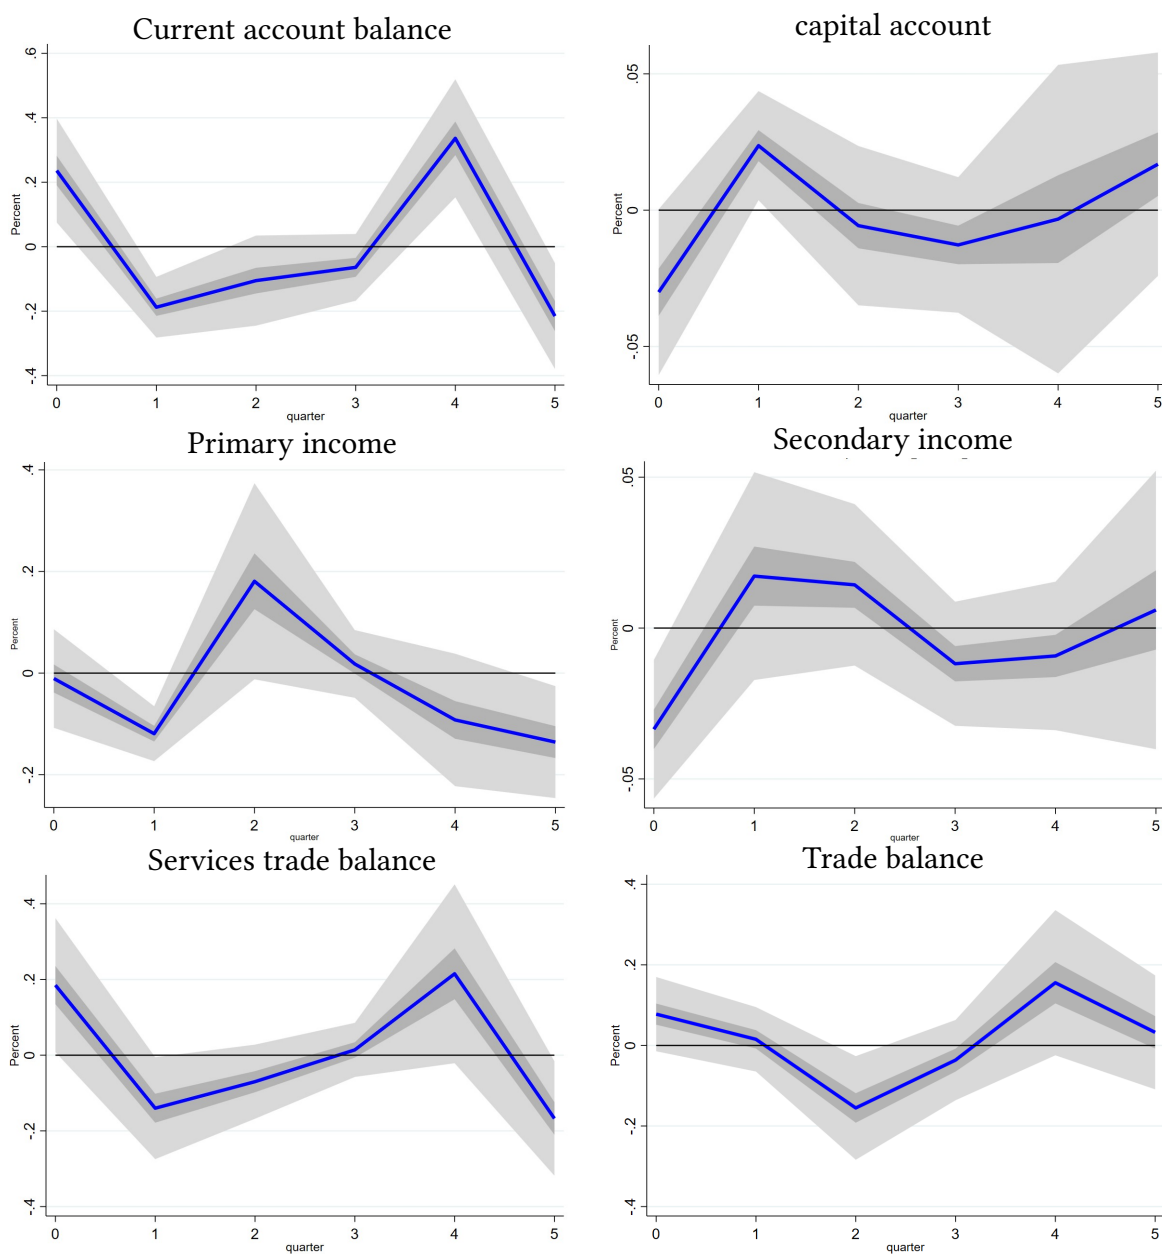 Current account balance
.6
.4
.2
0
-.2
-.4
Percent
0 1 2 3 4 5
quarter
capital account
.05
0
-.05
Percent
0 1 2 3 4 5
quarter
Primary income
.4
.2
0
-.2
Percent
0 1 2 3 4 5
quarter
Secondary income
.05
0
-.05
Percent
0 1 2 3 4 5
quarter
Services trade balance
.4
.2
0
-.2
-.4
Percent
0 1 2 3 4 5
quarter
Trade balance
.4
.2
0
-.2
-.4
Percent
0 1 2 3 4 5
quarter